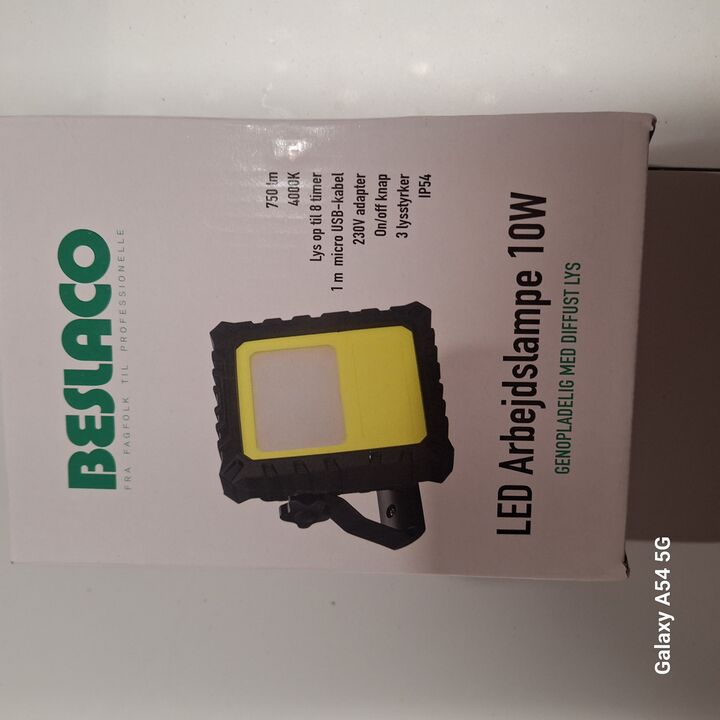 BESLACO
FRA FAGFOLK TIL PROFESSIONELLE
750 lm
4000K
Lys op til 8 timer
1 m micro USB-kabel
230V adapter
On/off knap
3 lysstyrker
IP54
LED Arbejdslampe 10W
GENOPLADELIG MED DIFFUST LYS
Galaxy A54 5G